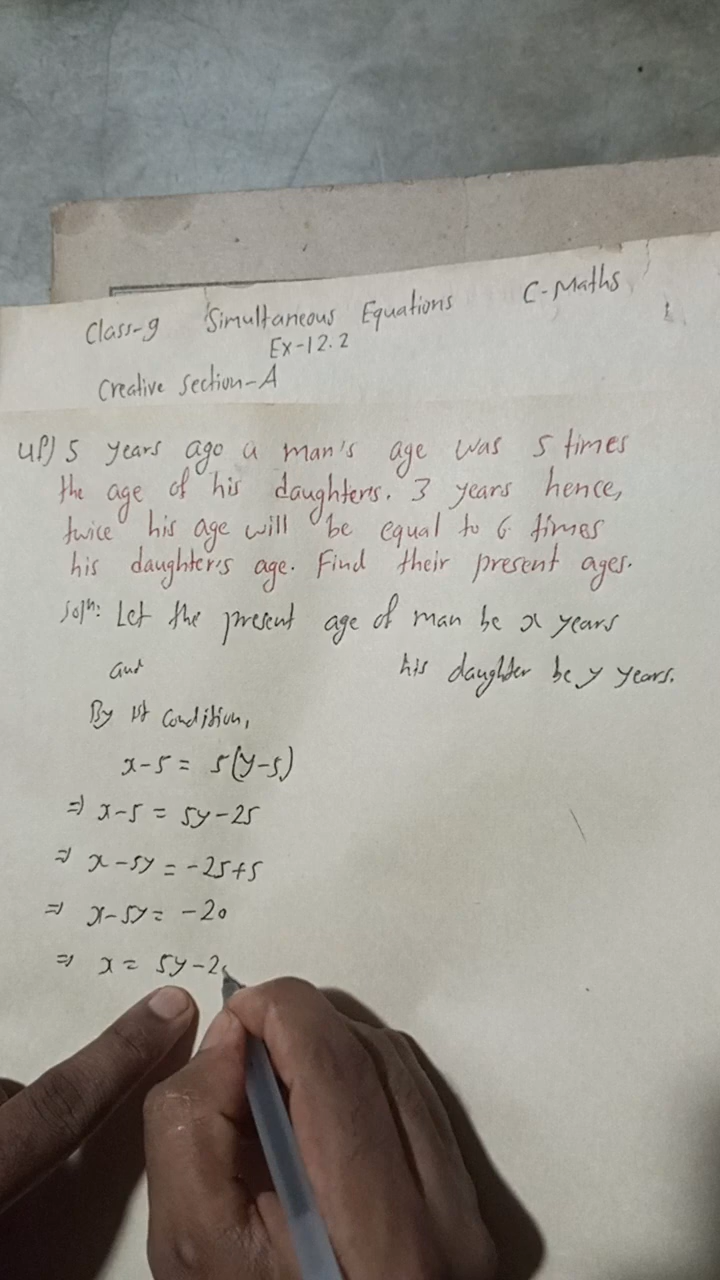 Class-9 Simultaneous Equations C-Maths
Ex-12.2
Creative Section-A
4P) 5 years ago a man's age was 5 times
the age of his daughters. 3 years hence,
twice his age will be equal to 6 times
his daughter's age. Find their present ages.
Solⁿ: Let the present age of man be x years
and his daughter be y years.
By 1st Condition,
x-5 = 5(y-5)
⇒ x-5 = 5y-25
⇒ x-5y = -25+5
⇒ x-5y = -20
⇒ x = 5y-20